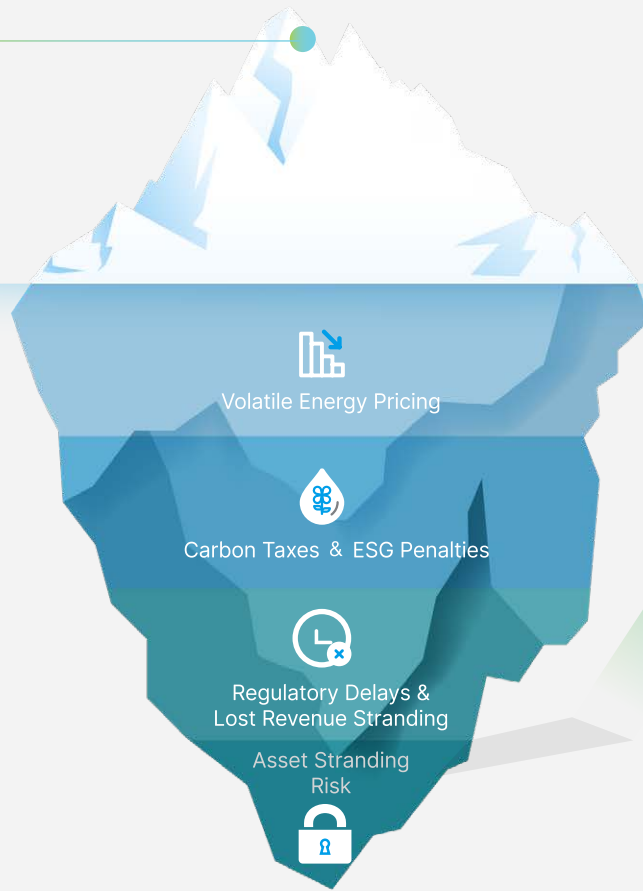 Volatile Energy Pricing
Carbon Taxes & ESG Penalties
Regulatory Delays &
Lost Revenue Stranding
Asset Stranding
Risk